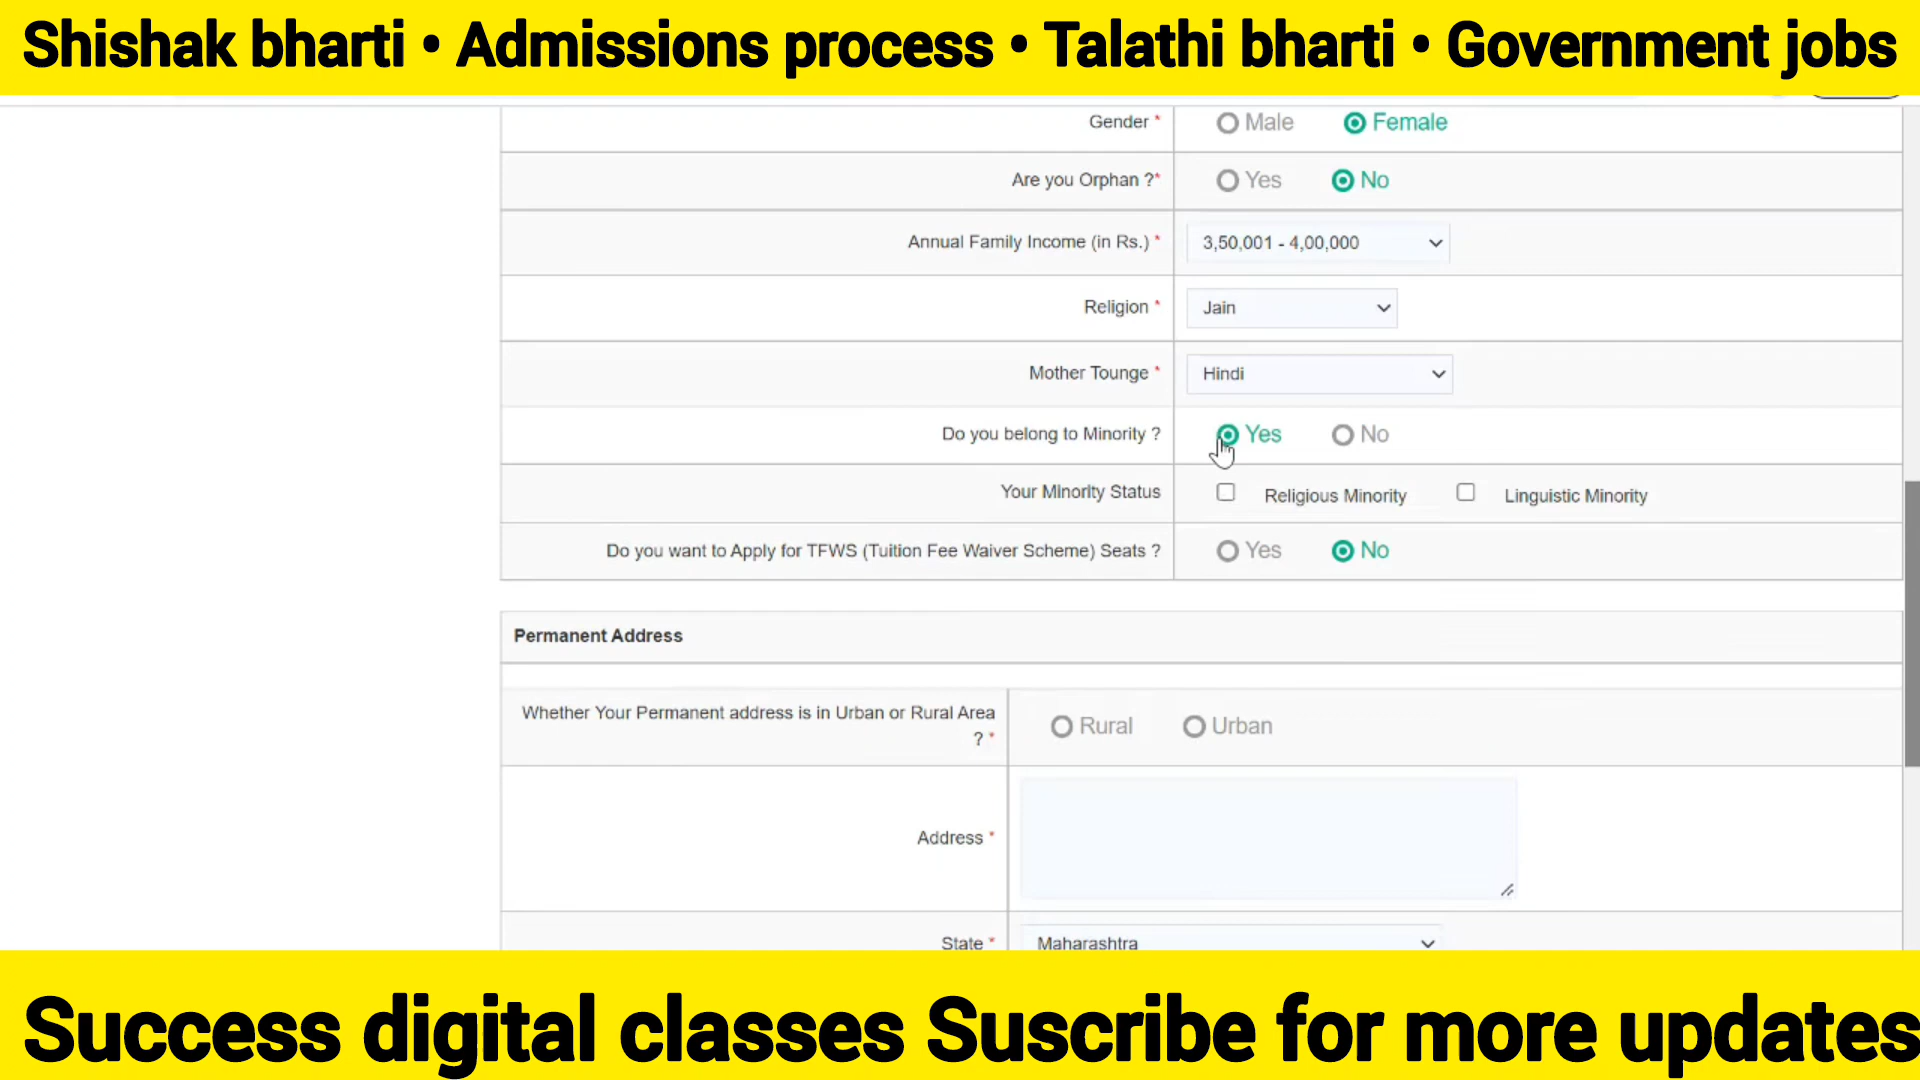 Shishak bharti • Admissions process • Talathi bharti • Government jobs
Gender * Male Female
Are you Orphan ?* Yes No
Annual Family Income (in Rs.) * 3,50,001 - 4,00,000
Religion * Jain
Mother Tounge * Hindi
Do you belong to Minority ? Yes No
Your Minority Status Religious Minority Linguistic Minority
Do you want to Apply for TFWS (Tuition Fee Waiver Scheme) Seats ? Yes No
Permanent Address
Whether Your Permanent address is in Urban or Rural Area
? * Rural Urban
Address *
State * Maharashtra
Success digital classes Suscribe for more updates